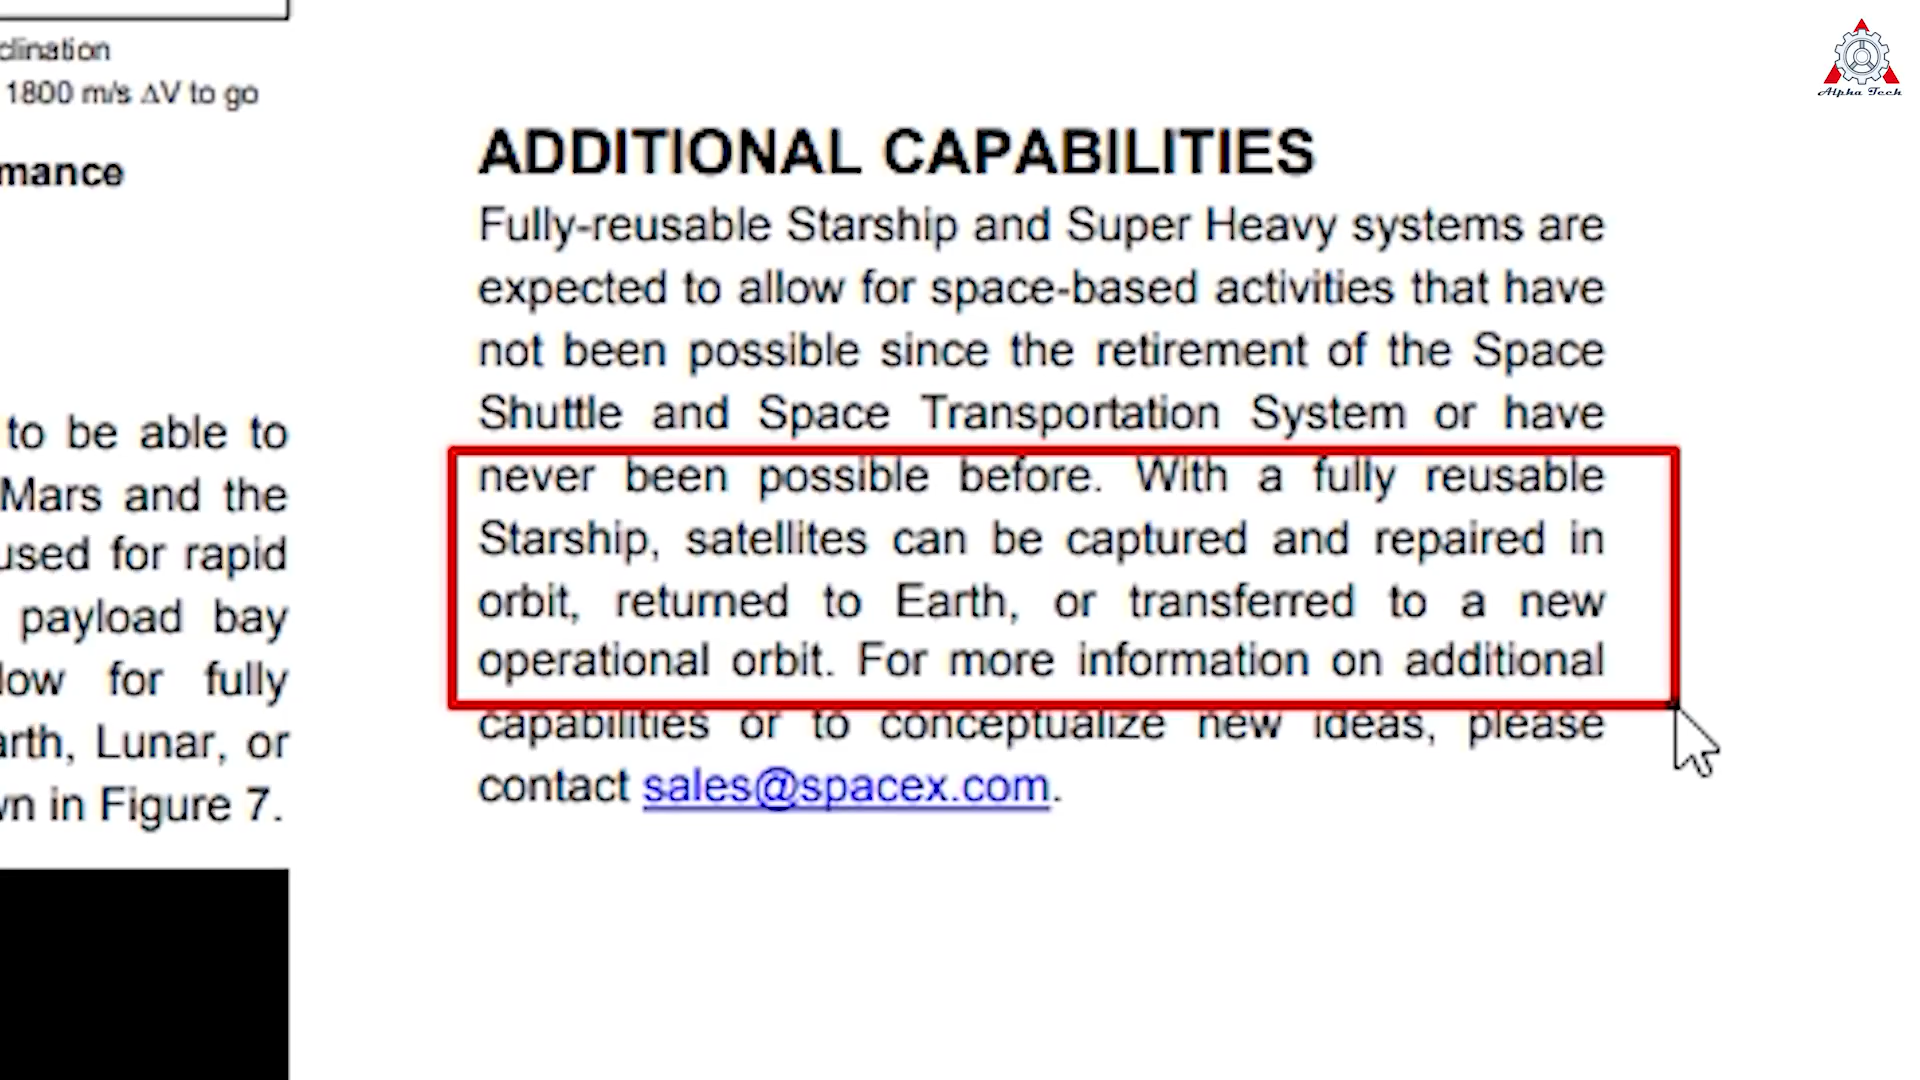 clination
1800 m/s ΔV to go
mance
to be able to
Mars and the
used for rapid
payload bay
low for fully
arth, Lunar, or
wn in Figure 7.
ADDITIONAL CAPABILITIES
Fully-reusable Starship and Super Heavy systems are
expected to allow for space-based activities that have
not been possible since the retirement of the Space
Shuttle and Space Transportation System or have
never been possible before. With a fully reusable
Starship, satellites can be captured and repaired in
orbit, returned to Earth, or transferred to a new
operational orbit. For more information on additional
capabilities or to conceptualize new ideas, please
contact sales@spacex.com.
Alpha Tech